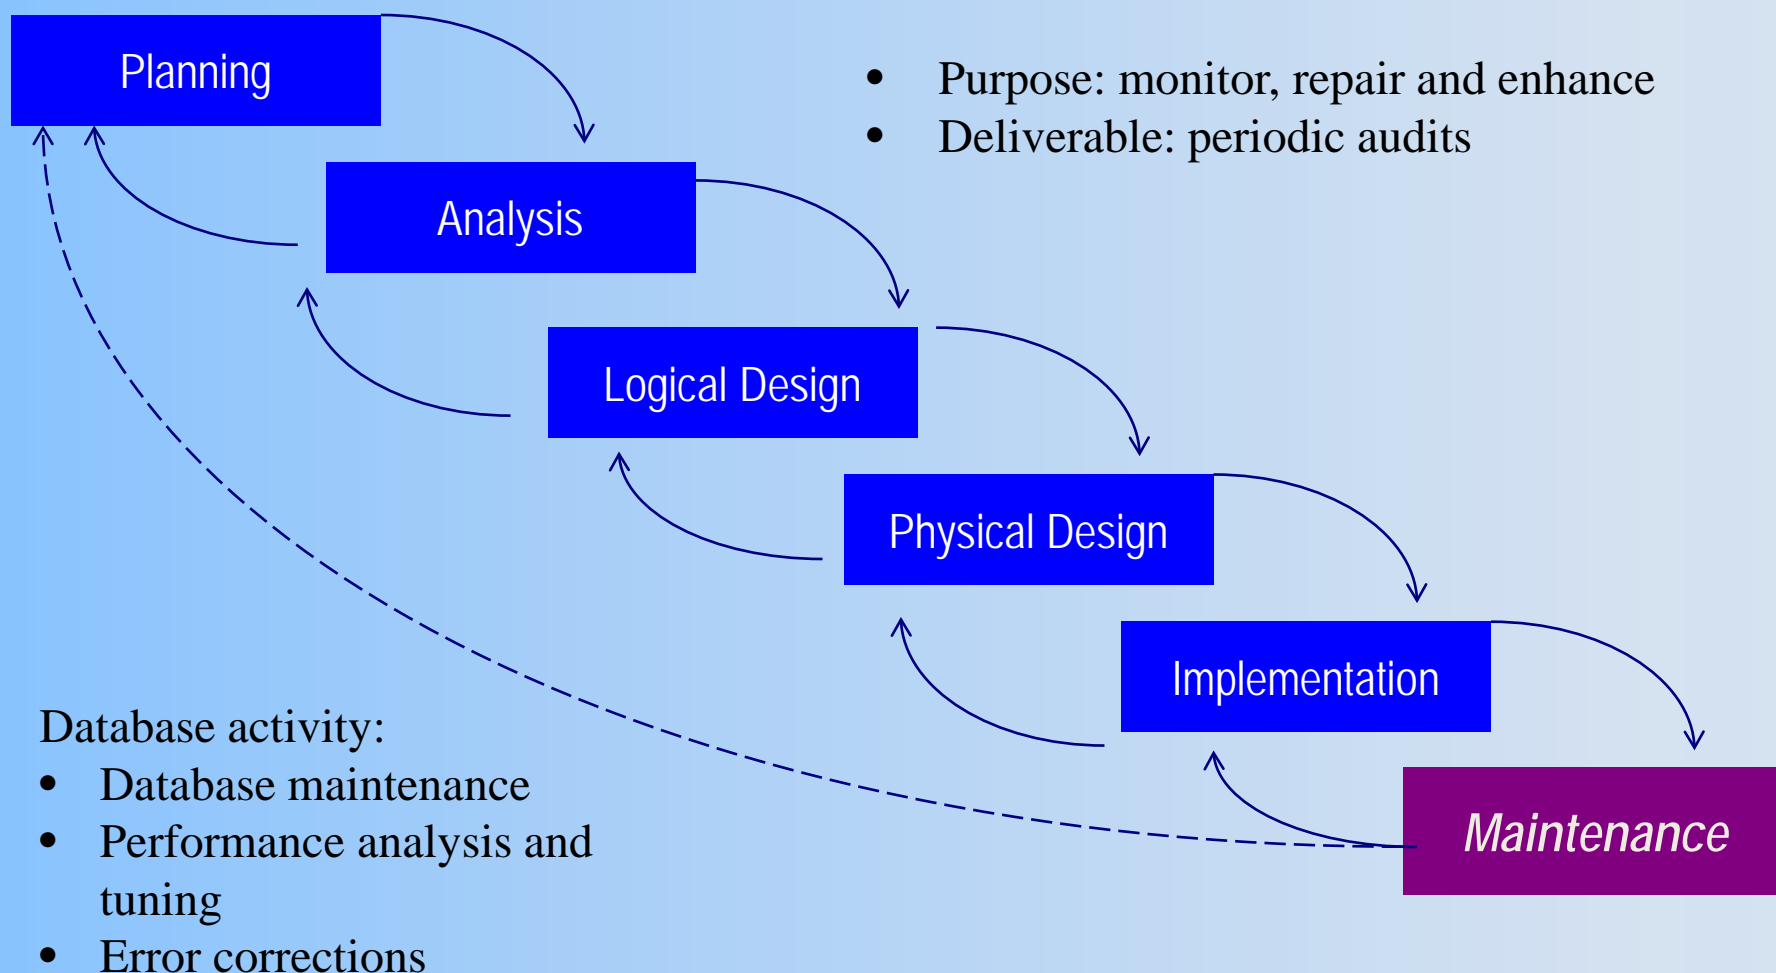 Planning
• Purpose: monitor, repair and enhance
• Deliverable: periodic audits
Analysis
Logical Design
Physical Design
Implementation
Maintenance
Database activity:
• Database maintenance
• Performance analysis and
tuning
• Error corrections